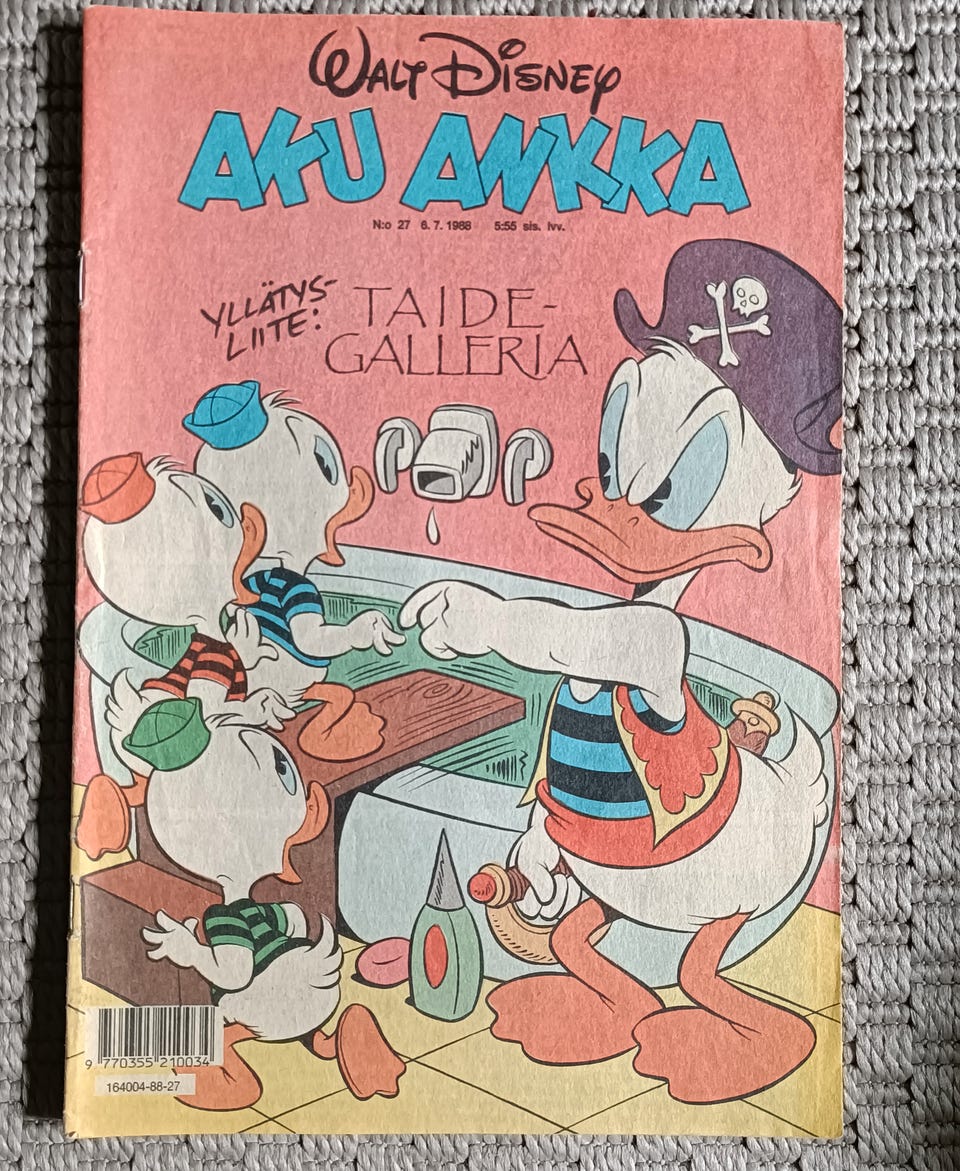 WALT DISNEY
AKU ANKKA
N:o 27 6.7.1988 5:55 sis. lvv.
YLLÄTYS-
LIITE:
TAIDE-
GALLERIA
9 770355 210034
164004-88-27